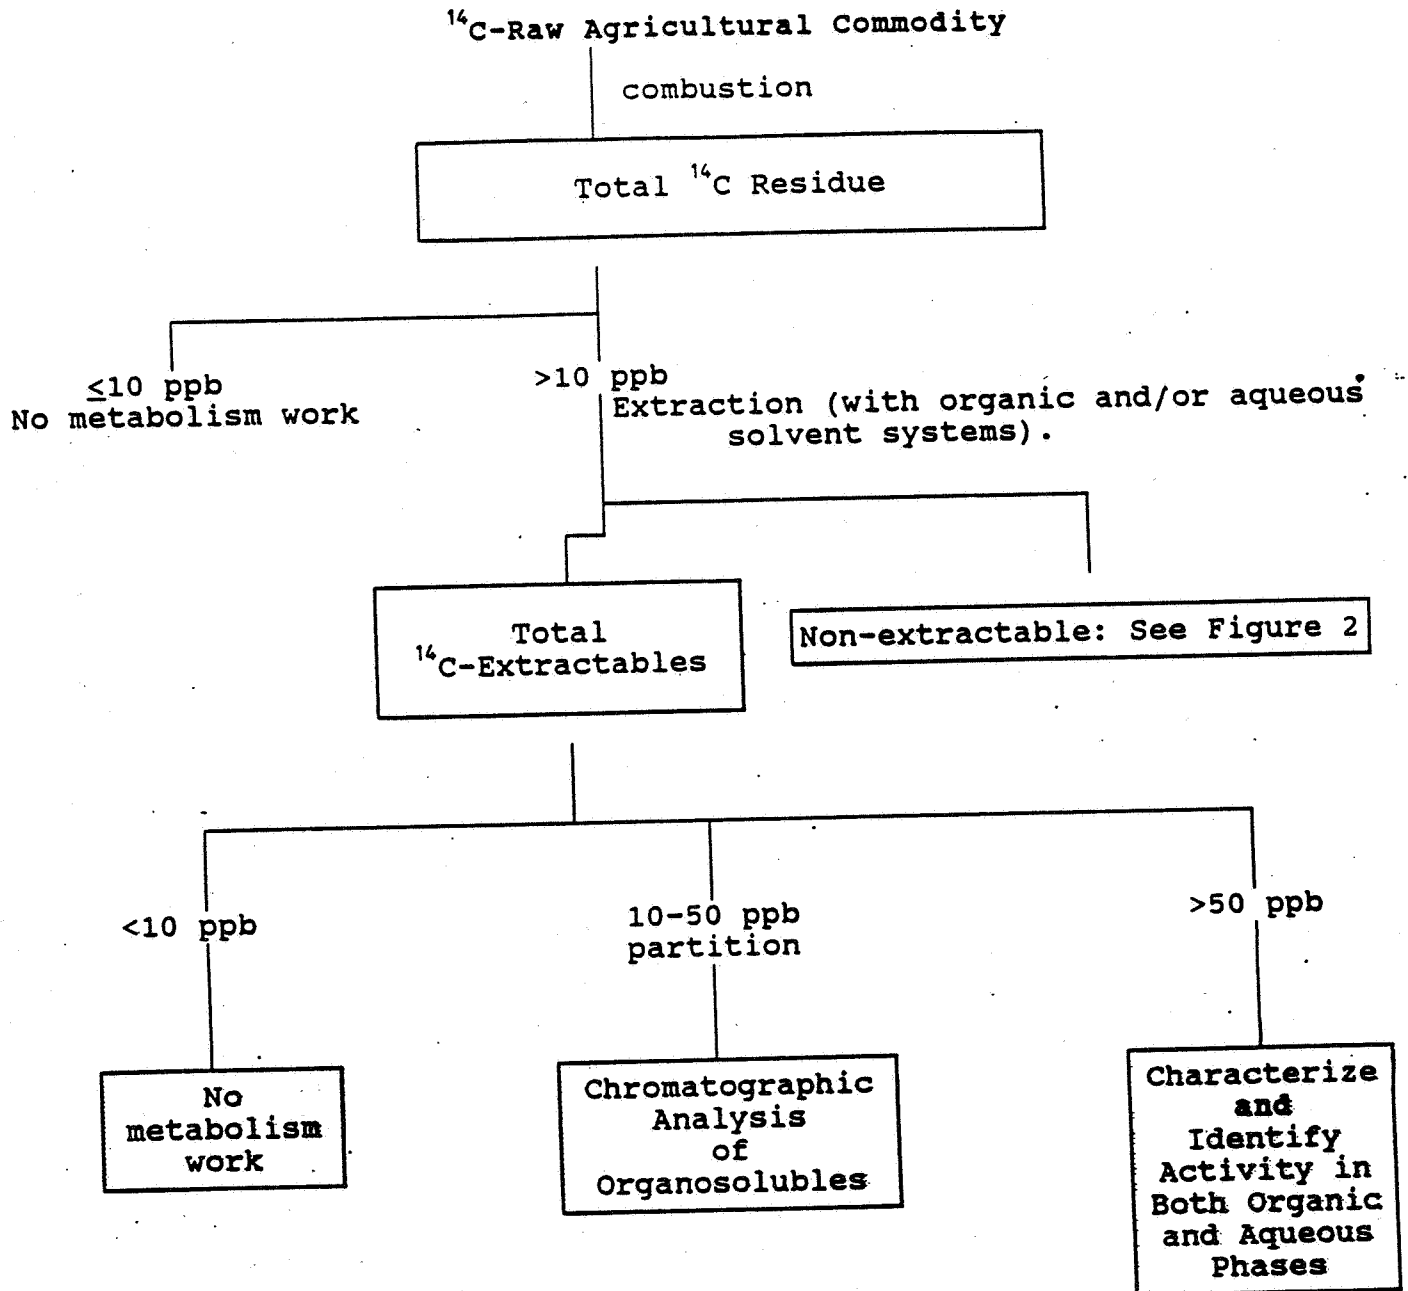 ¹⁴C-Raw Agricultural Commodity
combustion
Total ¹⁴C Residue
≤10 ppb
No metabolism work
>10 ppb
Extraction (with organic and/or aqueous
solvent systems).
Total
¹⁴C-Extractables
Non-extractable: See Figure 2
<10 ppb
10-50 ppb
partition
>50 ppb
No
metabolism
work
Chromatographic
Analysis
of
Organosolubles
Characterize
and
Identify
Activity in
Both Organic
and Aqueous
Phases